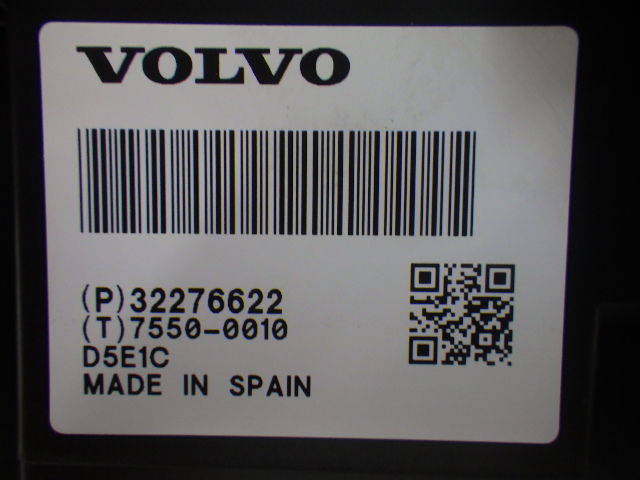 VOLVO
(P)32276622
(T)7550-0010
D5E1C
MADE IN SPAIN